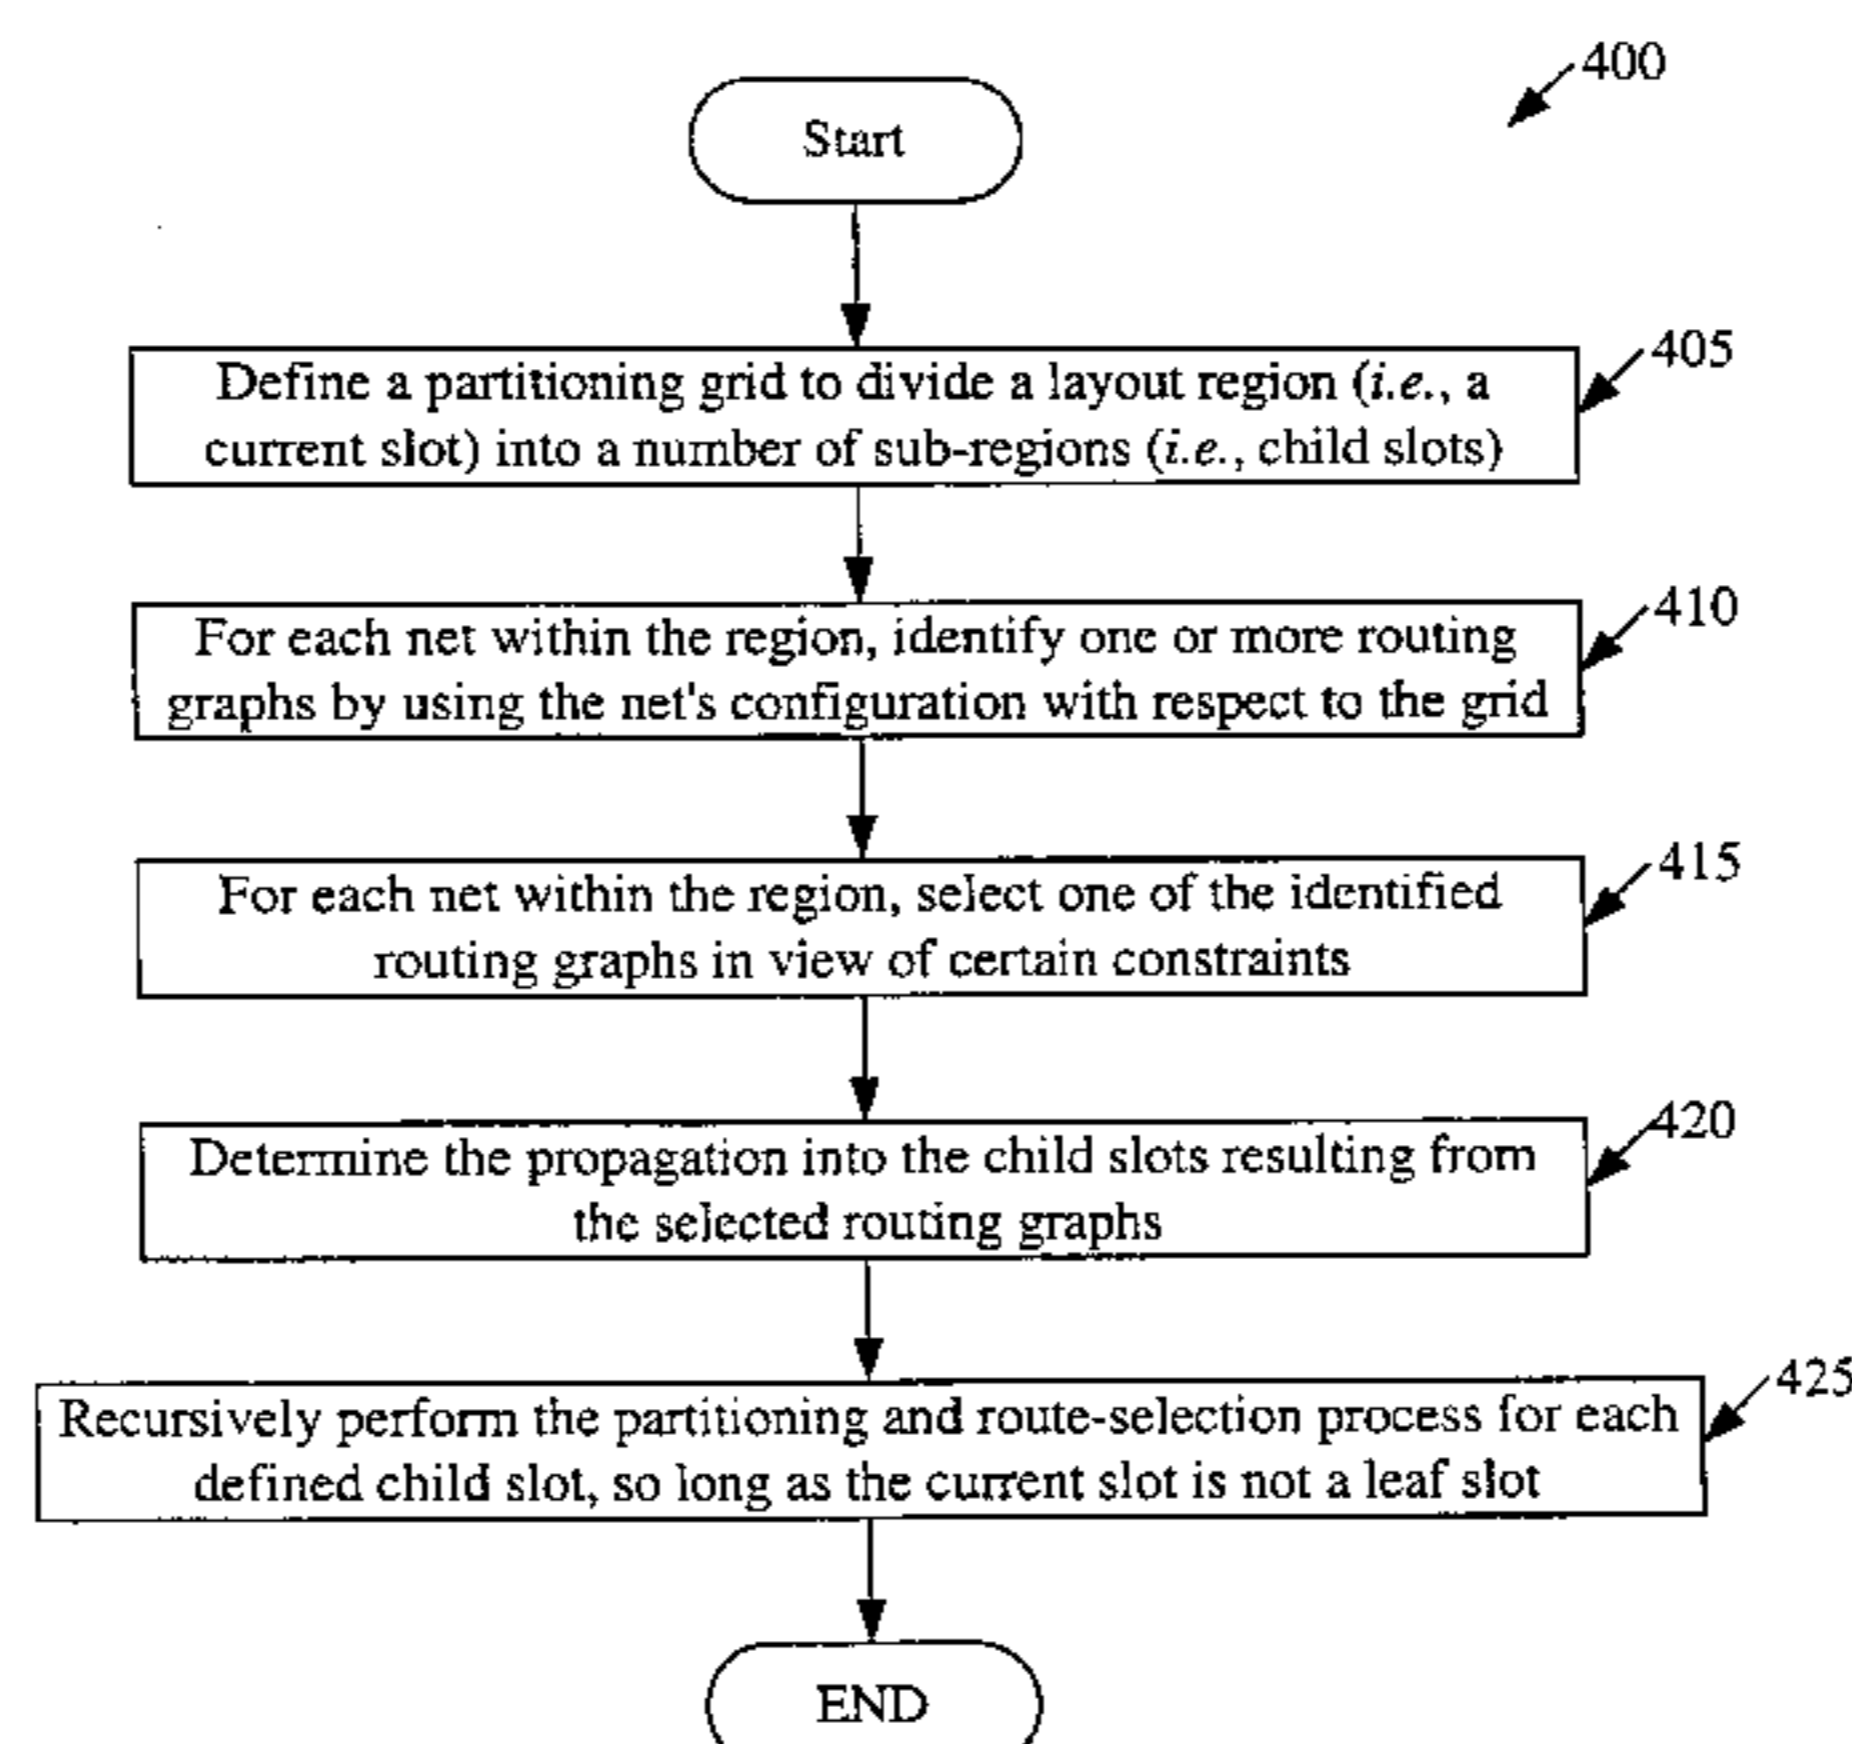 400
Start
405
Define a partitioning grid to divide a layout region (i.e., a
current slot) into a number of sub-regions (i.e., child slots)
410
For each net within the region, identify one or more routing
graphs by using the net's configuration with respect to the grid
415
For each net within the region, select one of the identified
routing graphs in view of certain constraints
420
Determine the propagation into the child slots resulting from
the selected routing graphs
425
Recursively perform the partitioning and route-selection process for each
defined child slot, so long as the current slot is not a leaf slot
END